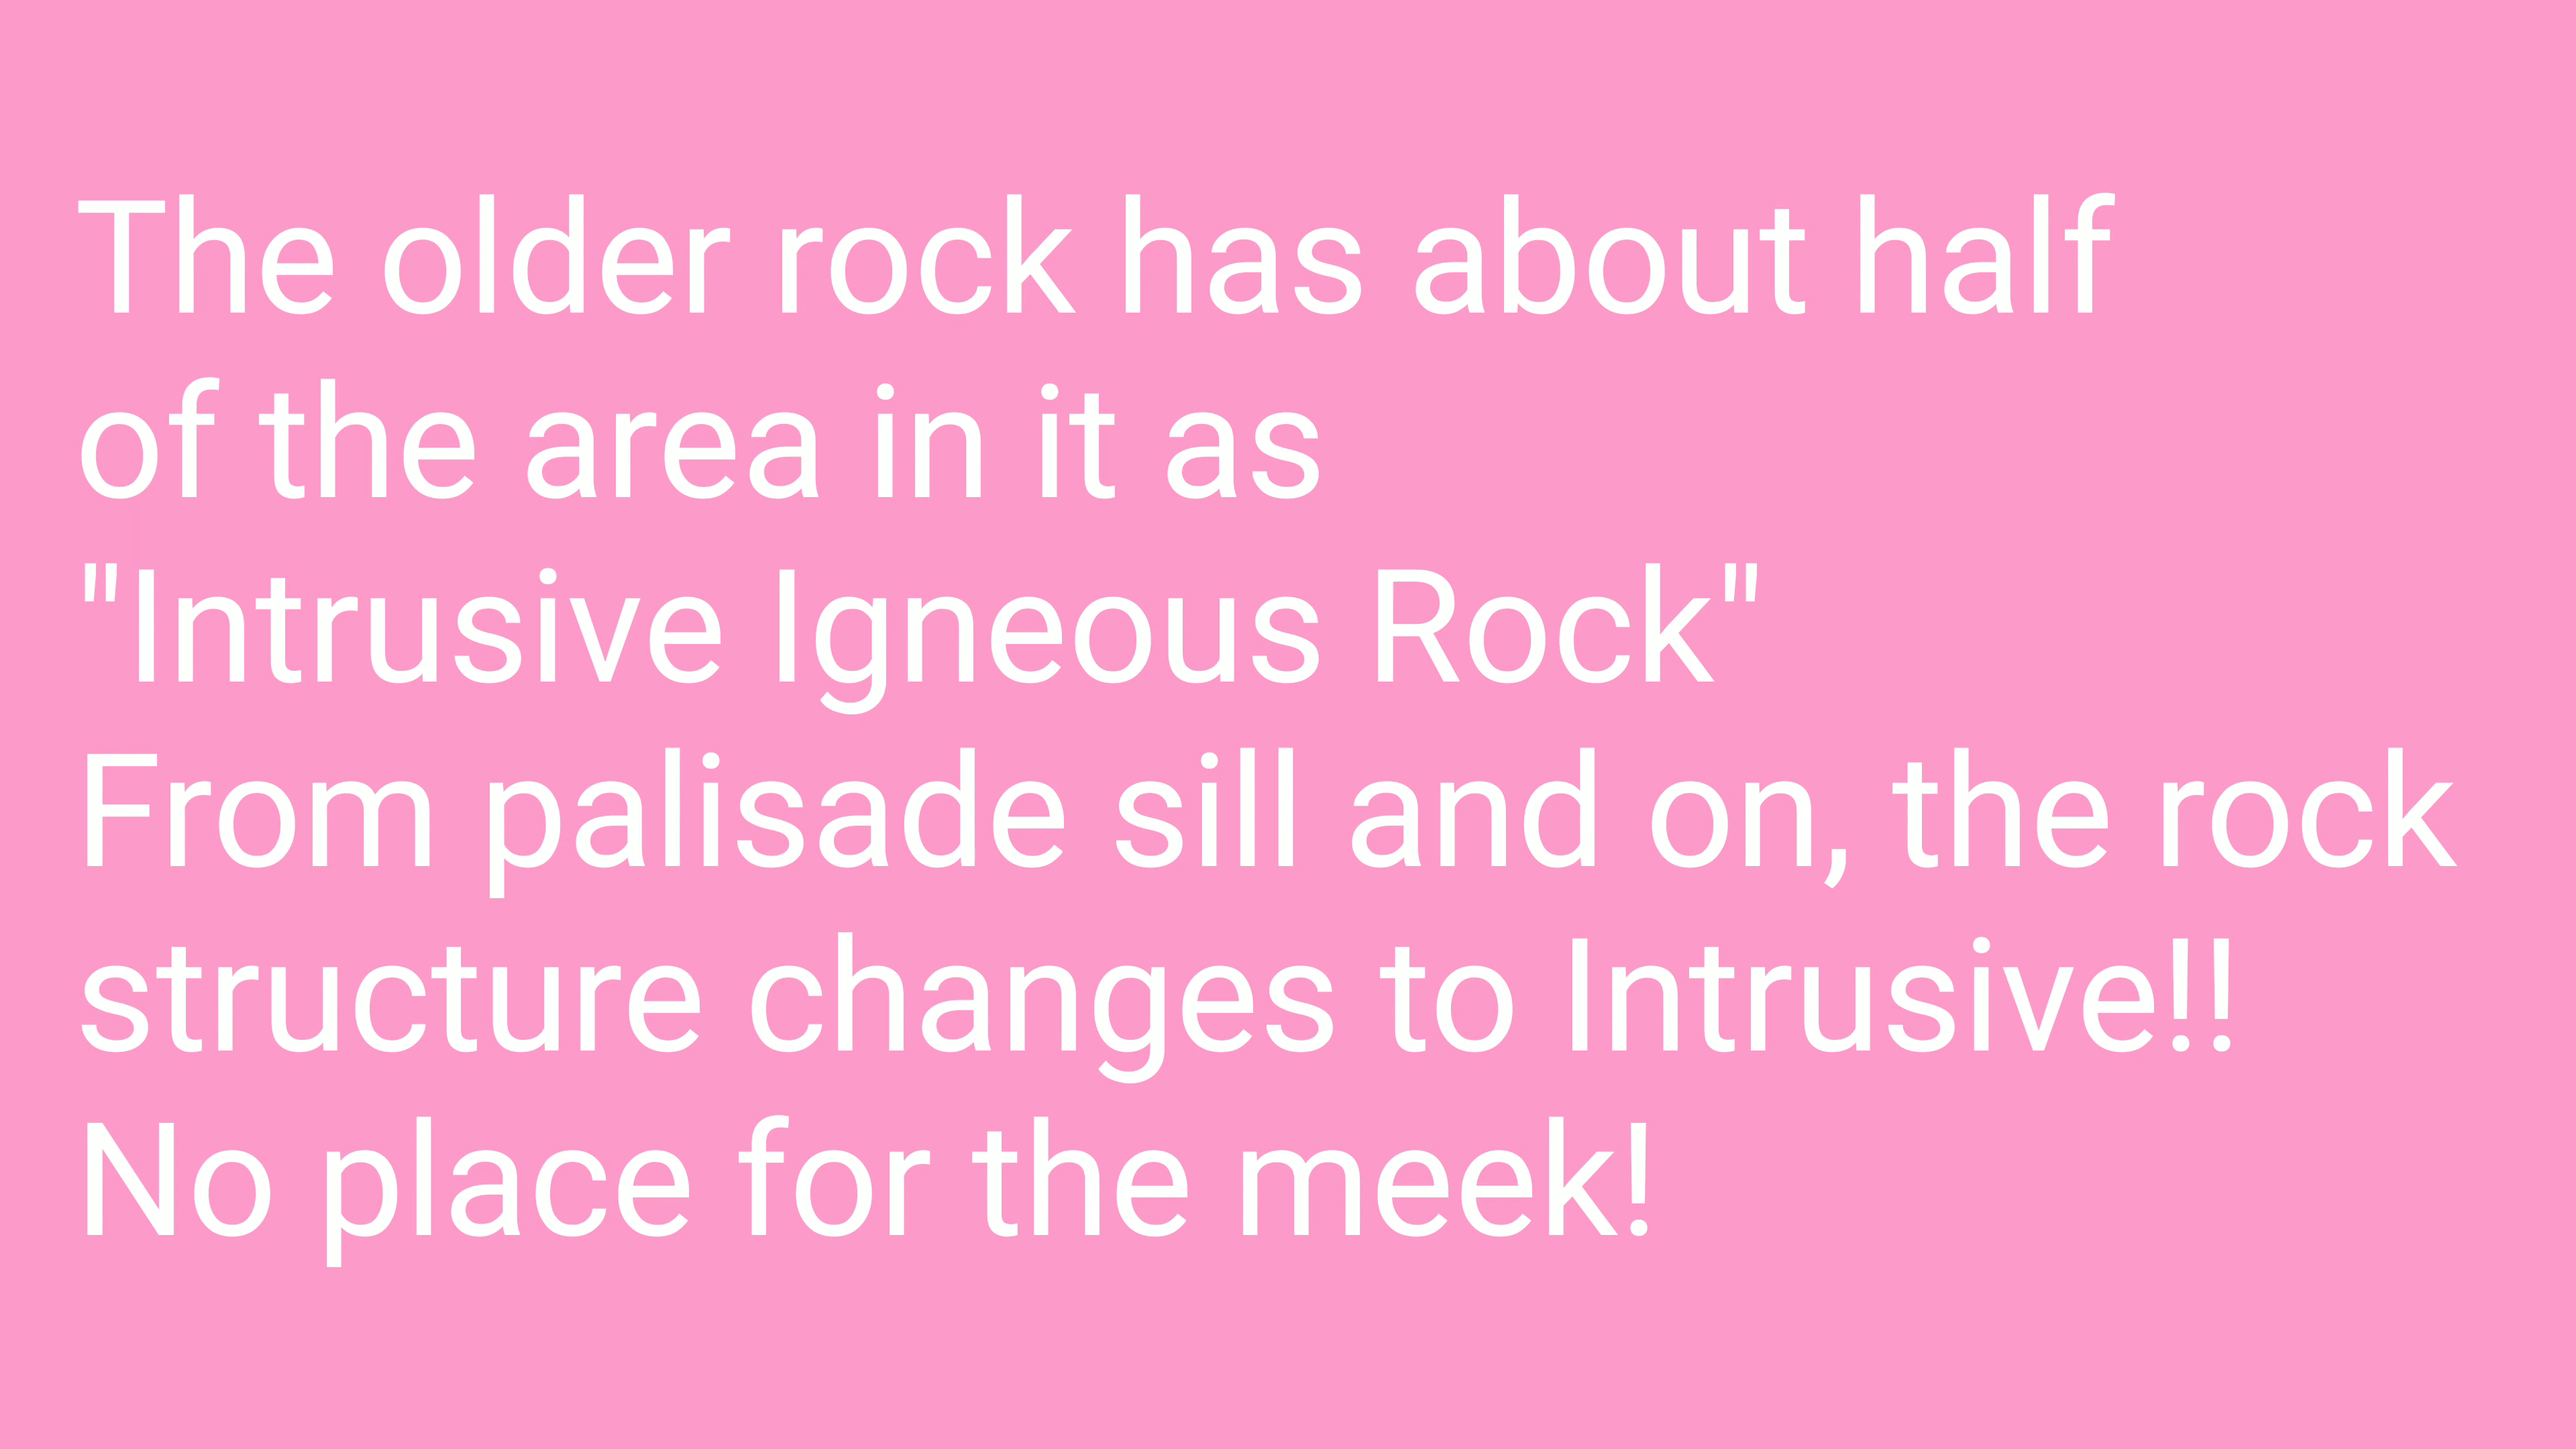 The older rock has about half
of the area in it as
"Intrusive Igneous Rock"
From palisade sill and on, the rock
structure changes to Intrusive!!
No place for the meek!